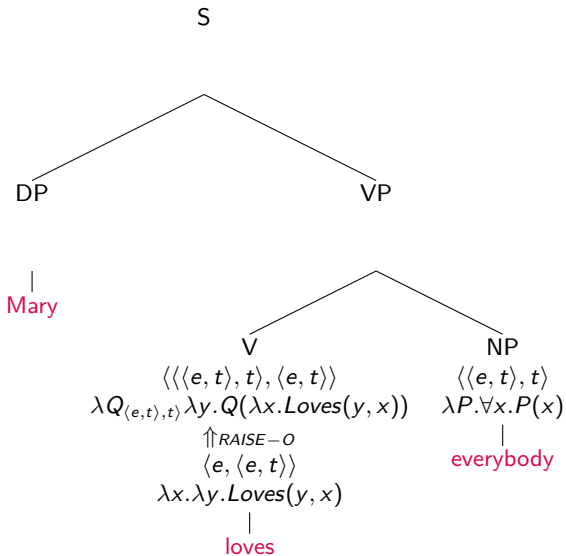 S
DP VP
Mary
V NP
⟨⟨⟨e, t⟩, t⟩, ⟨e, t⟩⟩ ⟨⟨e, t⟩, t⟩
λQ⟨⟨e,t⟩,t⟩λy.Q(λx.Loves(y, x)) λP.∀x.P(x)
⇑RAISE−O
⟨e, ⟨e, t⟩⟩ everybody
λx.λy.Loves(y, x)
loves